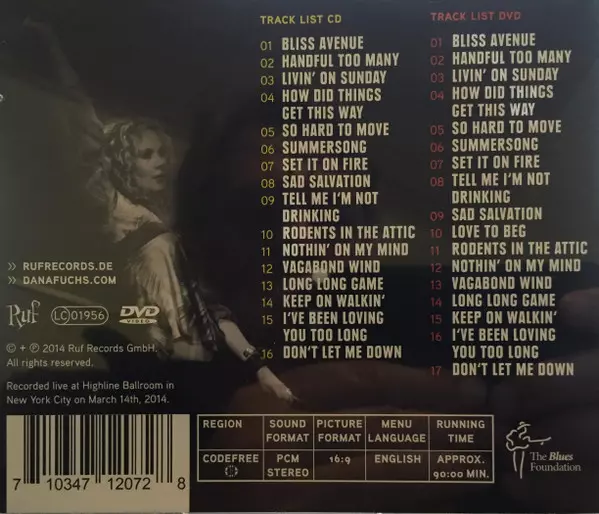 TRACK LIST CD
01 BLISS AVENUE
02 HANDFUL TOO MANY
03 LIVIN' ON SUNDAY
04 HOW DID THINGS
GET THIS WAY
05 SO HARD TO MOVE
06 SUMMERSONG
07 SET IT ON FIRE
08 SAD SALVATION
09 TELL ME I'M NOT
DRINKING
10 RODENTS IN THE ATTIC
11 NOTHIN' ON MY MIND
12 VAGABOND WIND
13 LONG LONG GAME
14 KEEP ON WALKIN'
15 I'VE BEEN LOVING
YOU TOO LONG
16 DON'T LET ME DOWN
TRACK LIST DVD
01 BLISS AVENUE
02 HANDFUL TOO MANY
03 LIVIN' ON SUNDAY
04 HOW DID THINGS
GET THIS WAY
05 SO HARD TO MOVE
06 SUMMERSONG
07 SET IT ON FIRE
08 TELL ME I'M NOT
DRINKING
09 SAD SALVATION
10 LOVE TO BEG
11 RODENTS IN THE ATTIC
12 NOTHIN' ON MY MIND
13 VAGABOND WIND
14 LONG LONG GAME
15 KEEP ON WALKIN'
16 I'VE BEEN LOVING
YOU TOO LONG
17 DON'T LET ME DOWN
» RUFRECORDS.DE
» DANAFUCHS.COM
Ruf LC 01956 DVD VIDEO
© + ℗ 2014 Ruf Records GmbH.
All rights reserved.
Recorded live at Highline Ballroom in
New York City on March 14th, 2014.
7 10347 12072 8
REGION SOUND FORMAT PICTURE FORMAT MENU LANGUAGE RUNNING TIME
CODEFREE PCM STEREO 16:9 ENGLISH APPROX. 90:00 MIN.
The Blues
Foundation